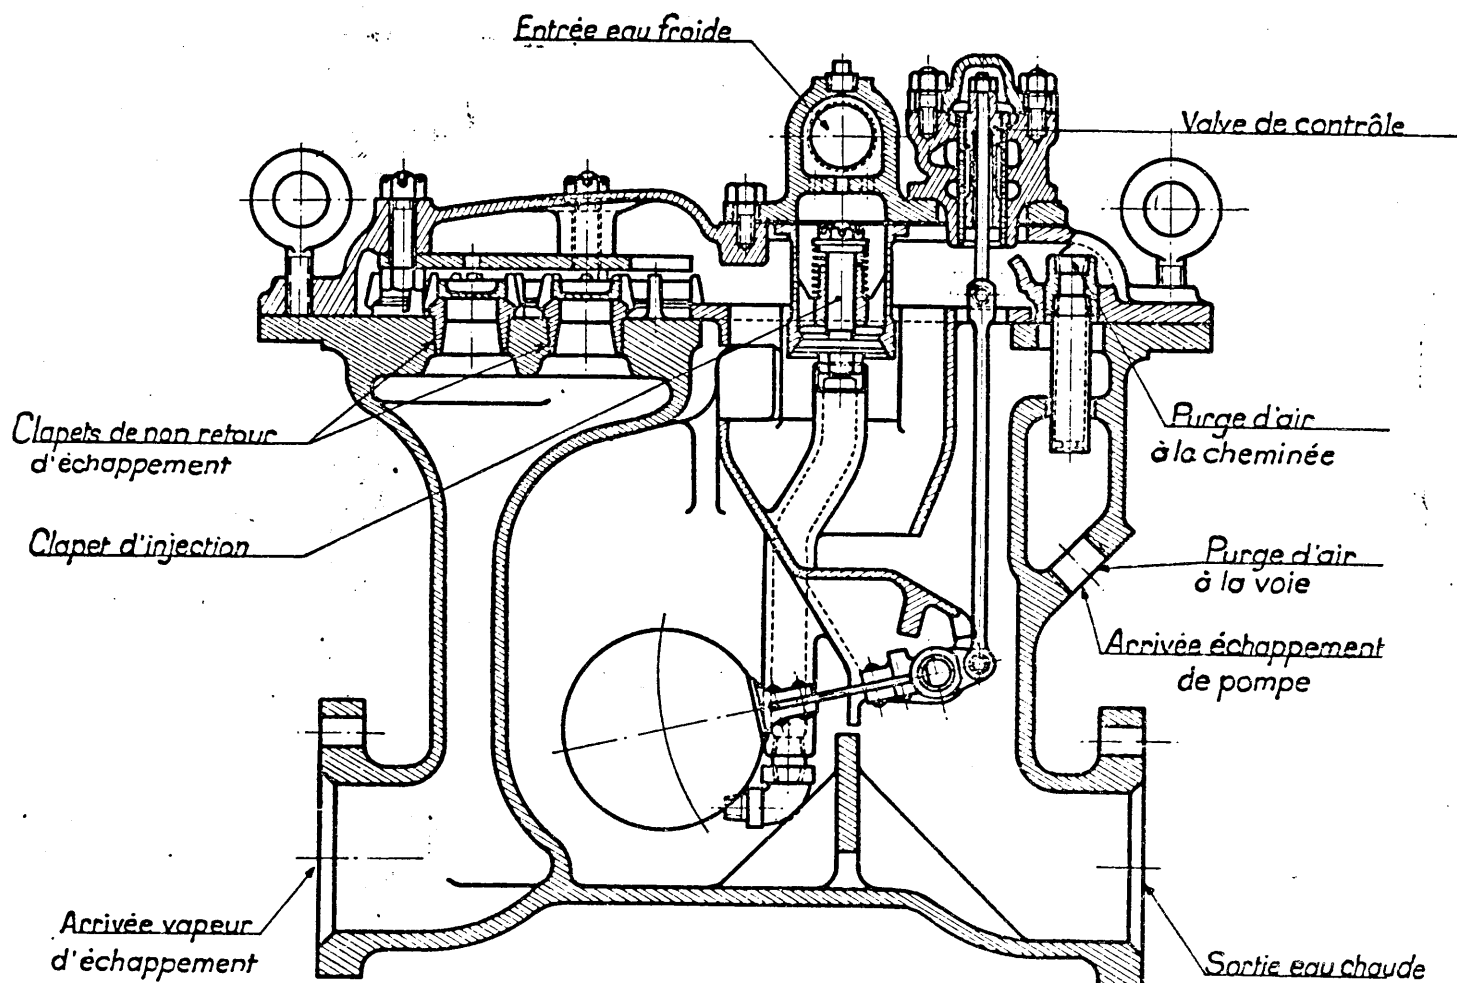 Entrée eau froide
Valve de contrôle
Clapets de non retour
d'échappement
Clapet d'injection
Purge d'air
à la cheminée
Purge d'air
à la voie
Arrivée échappement
de pompe
Arrivée vapeur
d'échappement
Sortie eau chaude